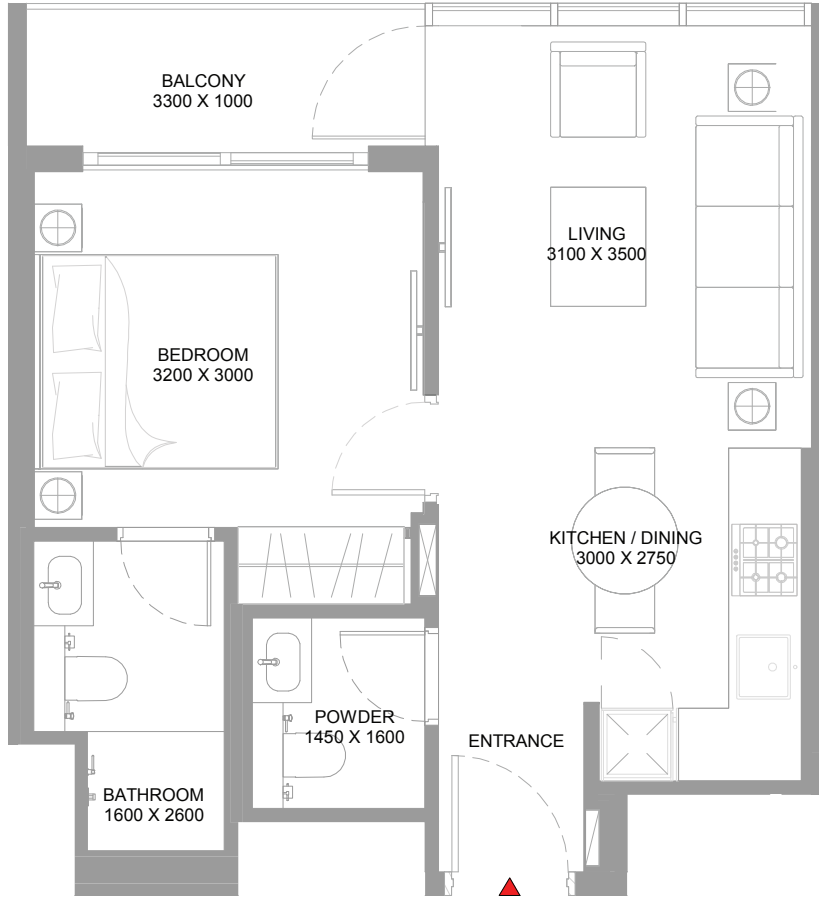 BALCONY
3300 X 1000
LIVING
3100 X 3500
BEDROOM
3200 X 3000
KITCHEN / DINING
3000 X 2750
POWDER
1450 X 1600
ENTRANCE
BATHROOM
1600 X 2600